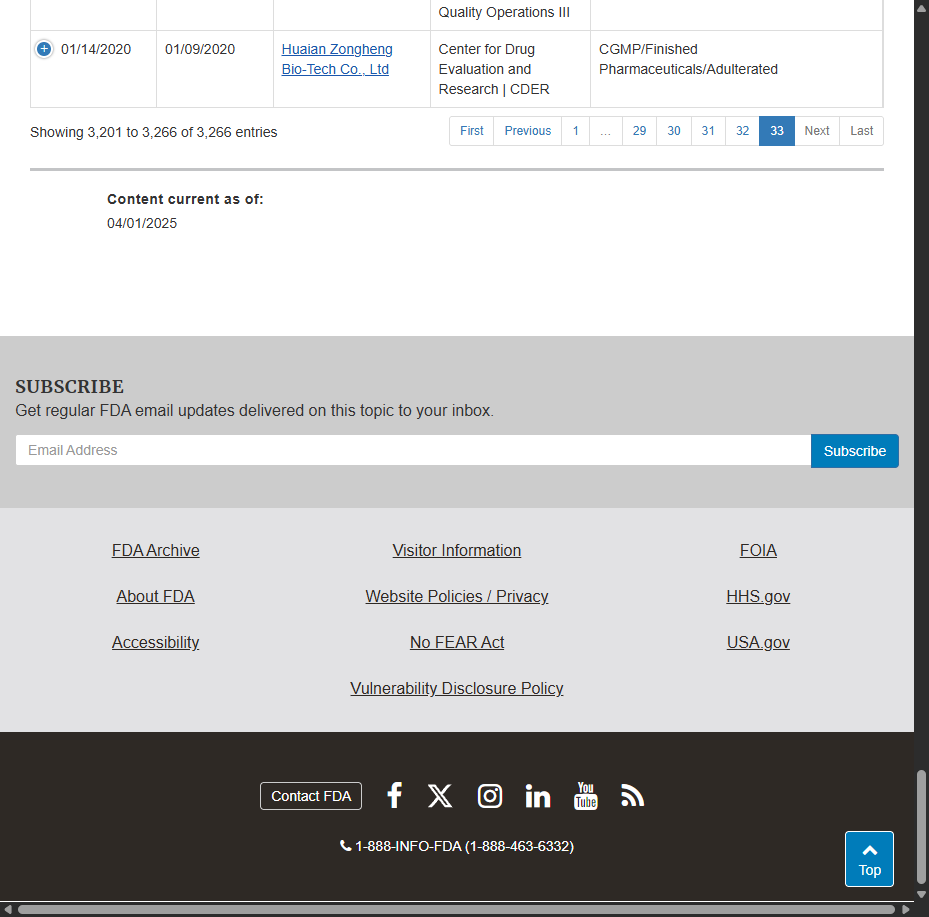 Quality Operations III
01/14/2020 01/09/2020 Huaian Zongheng Bio-Tech Co., Ltd Center for Drug Evaluation and Research | CDER CGMP/Finished Pharmaceuticals/Adulterated
Showing 3,201 to 3,266 of 3,266 entries
First Previous 1 ... 29 30 31 32 33 Next Last
Content current as of:
04/01/2025
SUBSCRIBE
Get regular FDA email updates delivered on this topic to your inbox.
Email Address Subscribe
FDA Archive Visitor Information FOIA
About FDA Website Policies / Privacy HHS.gov
Accessibility No FEAR Act USA.gov
Vulnerability Disclosure Policy
Contact FDA You Tube
1-888-INFO-FDA (1-888-463-6332)
Top